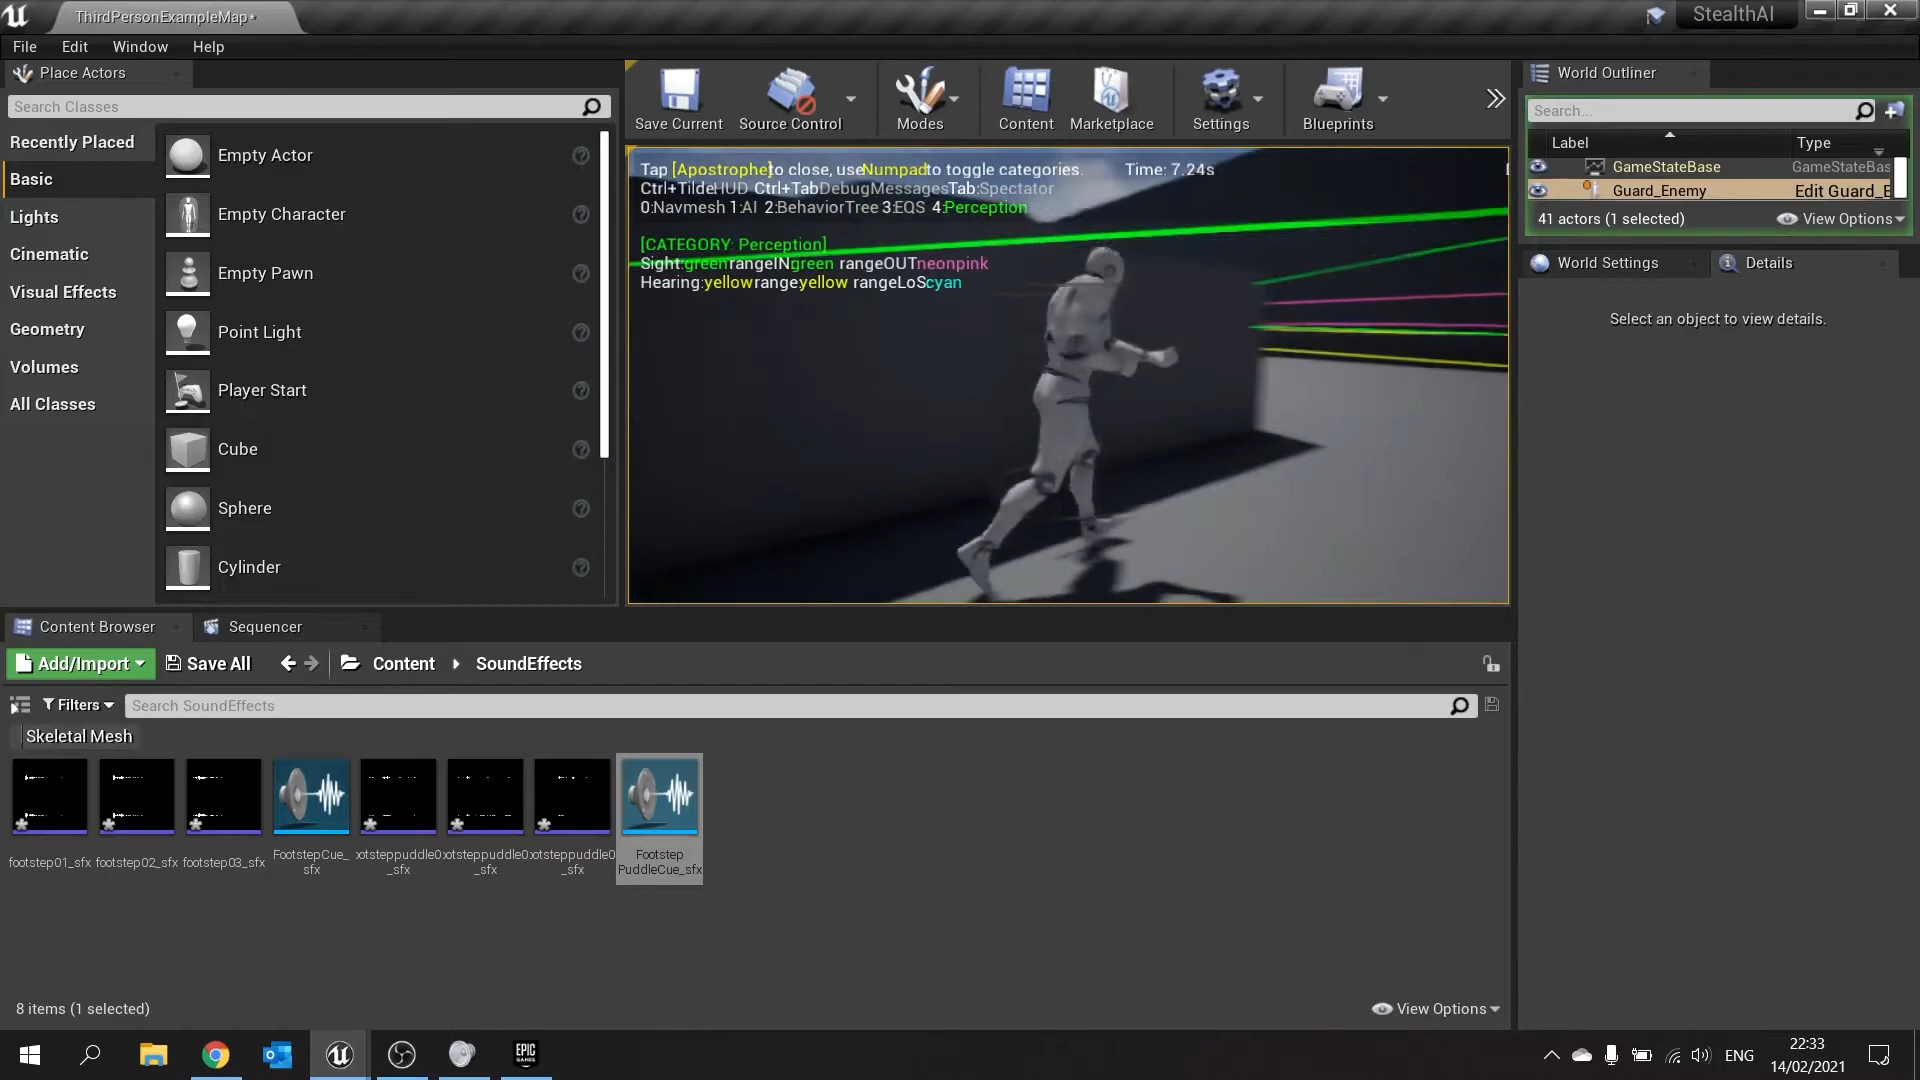 ThirdPersonExampleMap*
StealthAI
File Edit Window Help
Place Actors
Search Classes
Recently Placed
Basic
Lights
Cinematic
Visual Effects
Geometry
Volumes
All Classes
Empty Actor
Empty Character
Empty Pawn
Point Light
Player Start
Cube
Sphere
Cylinder
Save Current
Source Control
Modes
Content
Marketplace
Settings
Blueprints
Tap [Apostrophe] to close, use Numpad to toggle categories. Time: 7.24s
Ctrl+Tilde HUD Ctrl+Tab DebugMessages Tab: Spectator
0:Navmesh 1:AI 2:BehaviorTree 3:EQS 4:Perception
[CATEGORY: Perception]
Sight: green rangeIN green rangeOUT neonpink
Hearing: yellow range yellow rangeLoS cyan
World Outliner
Search...
Label Type
GameStateBase GameStateBas
Guard_Enemy Edit Guard_E
41 actors (1 selected) View Options
World Settings Details
Select an object to view details.
Content Browser Sequencer
Add/Import Save All Content SoundEffects
Filters Search SoundEffects
Skeletal Mesh
footstep01_sfx
footstep02_sfx
footstep03_sfx
FootstepCue_
sfx
otsteppuddle0
_sfx
otsteppuddle0
_sfx
otsteppuddle0
_sfx
Footstep
PuddleCue_sfx
8 items (1 selected) View Options
EPIC
GAMES
ENG
22:33
14/02/2021